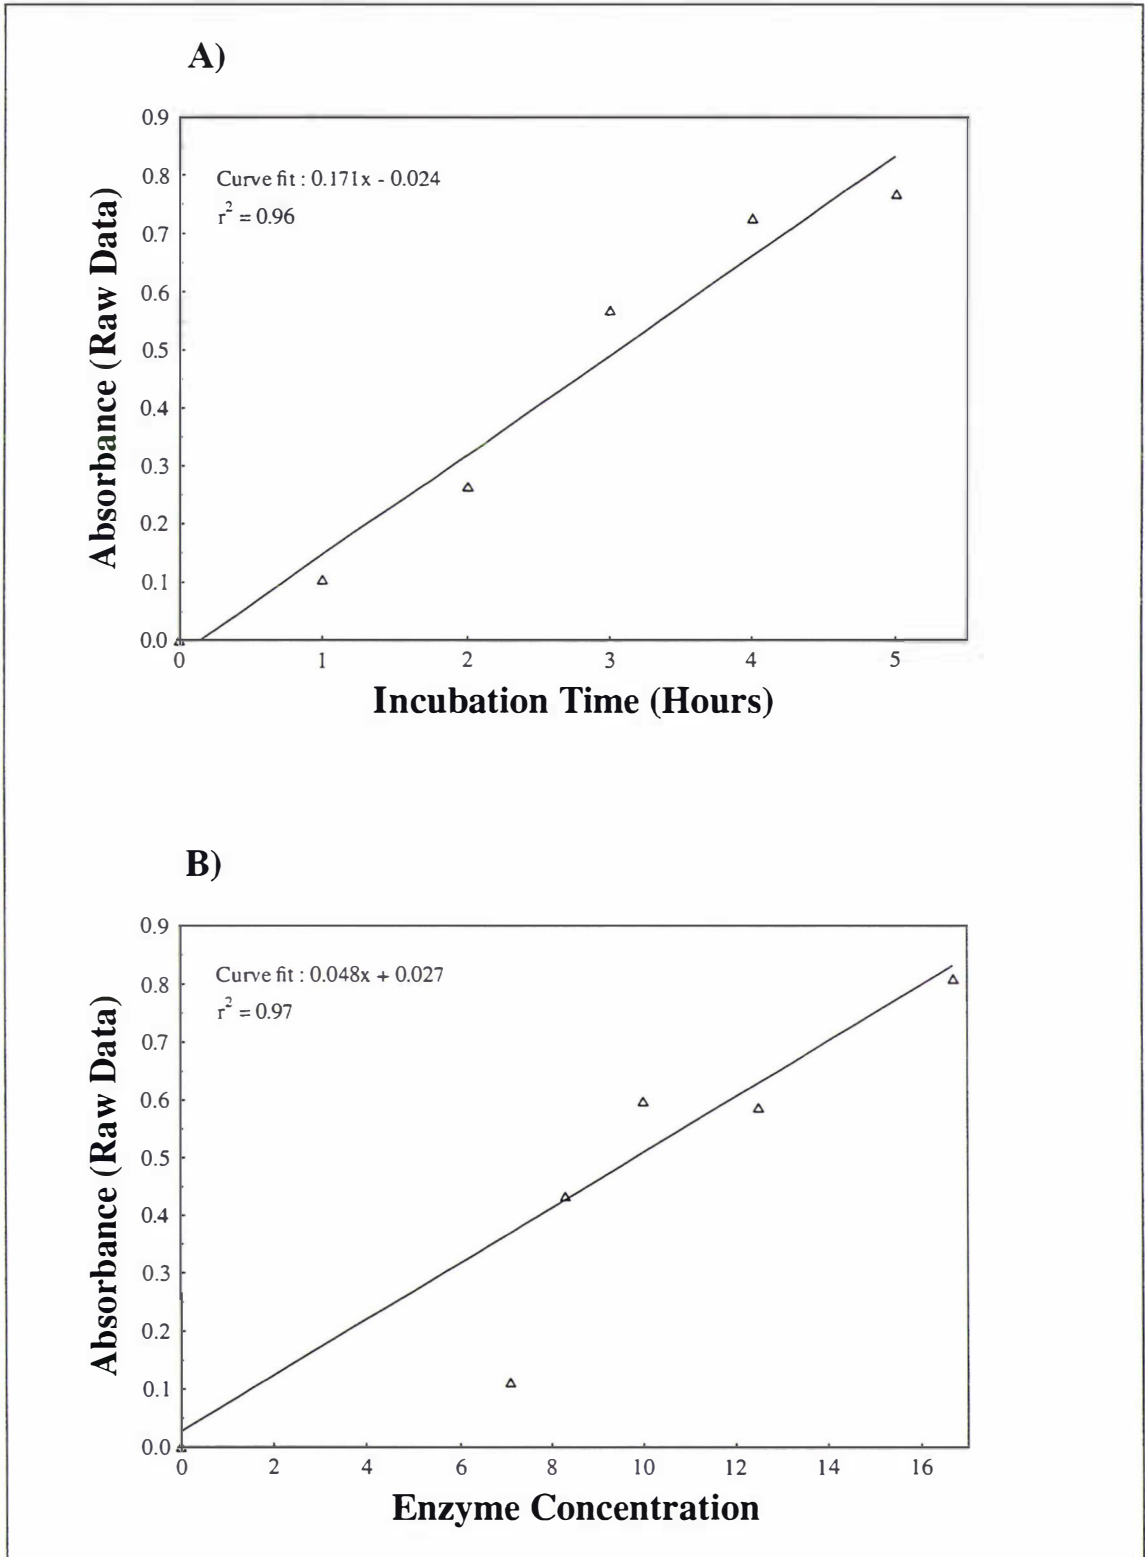 A)
0.9
0.8
0.7
0.6
0.5
0.4
0.3
0.2
0.1
0.0
Absorbance (Raw Data)
Curve fit : 0.171x - 0.024
r² = 0.96
0 1 2 3 4 5
Incubation Time (Hours)
B)
0.9
0.8
0.7
0.6
0.5
0.4
0.3
0.2
0.1
0.0
Absorbance (Raw Data)
Curve fit : 0.048x + 0.027
r² = 0.97
0 2 4 6 8 10 12 14 16
Enzyme Concentration